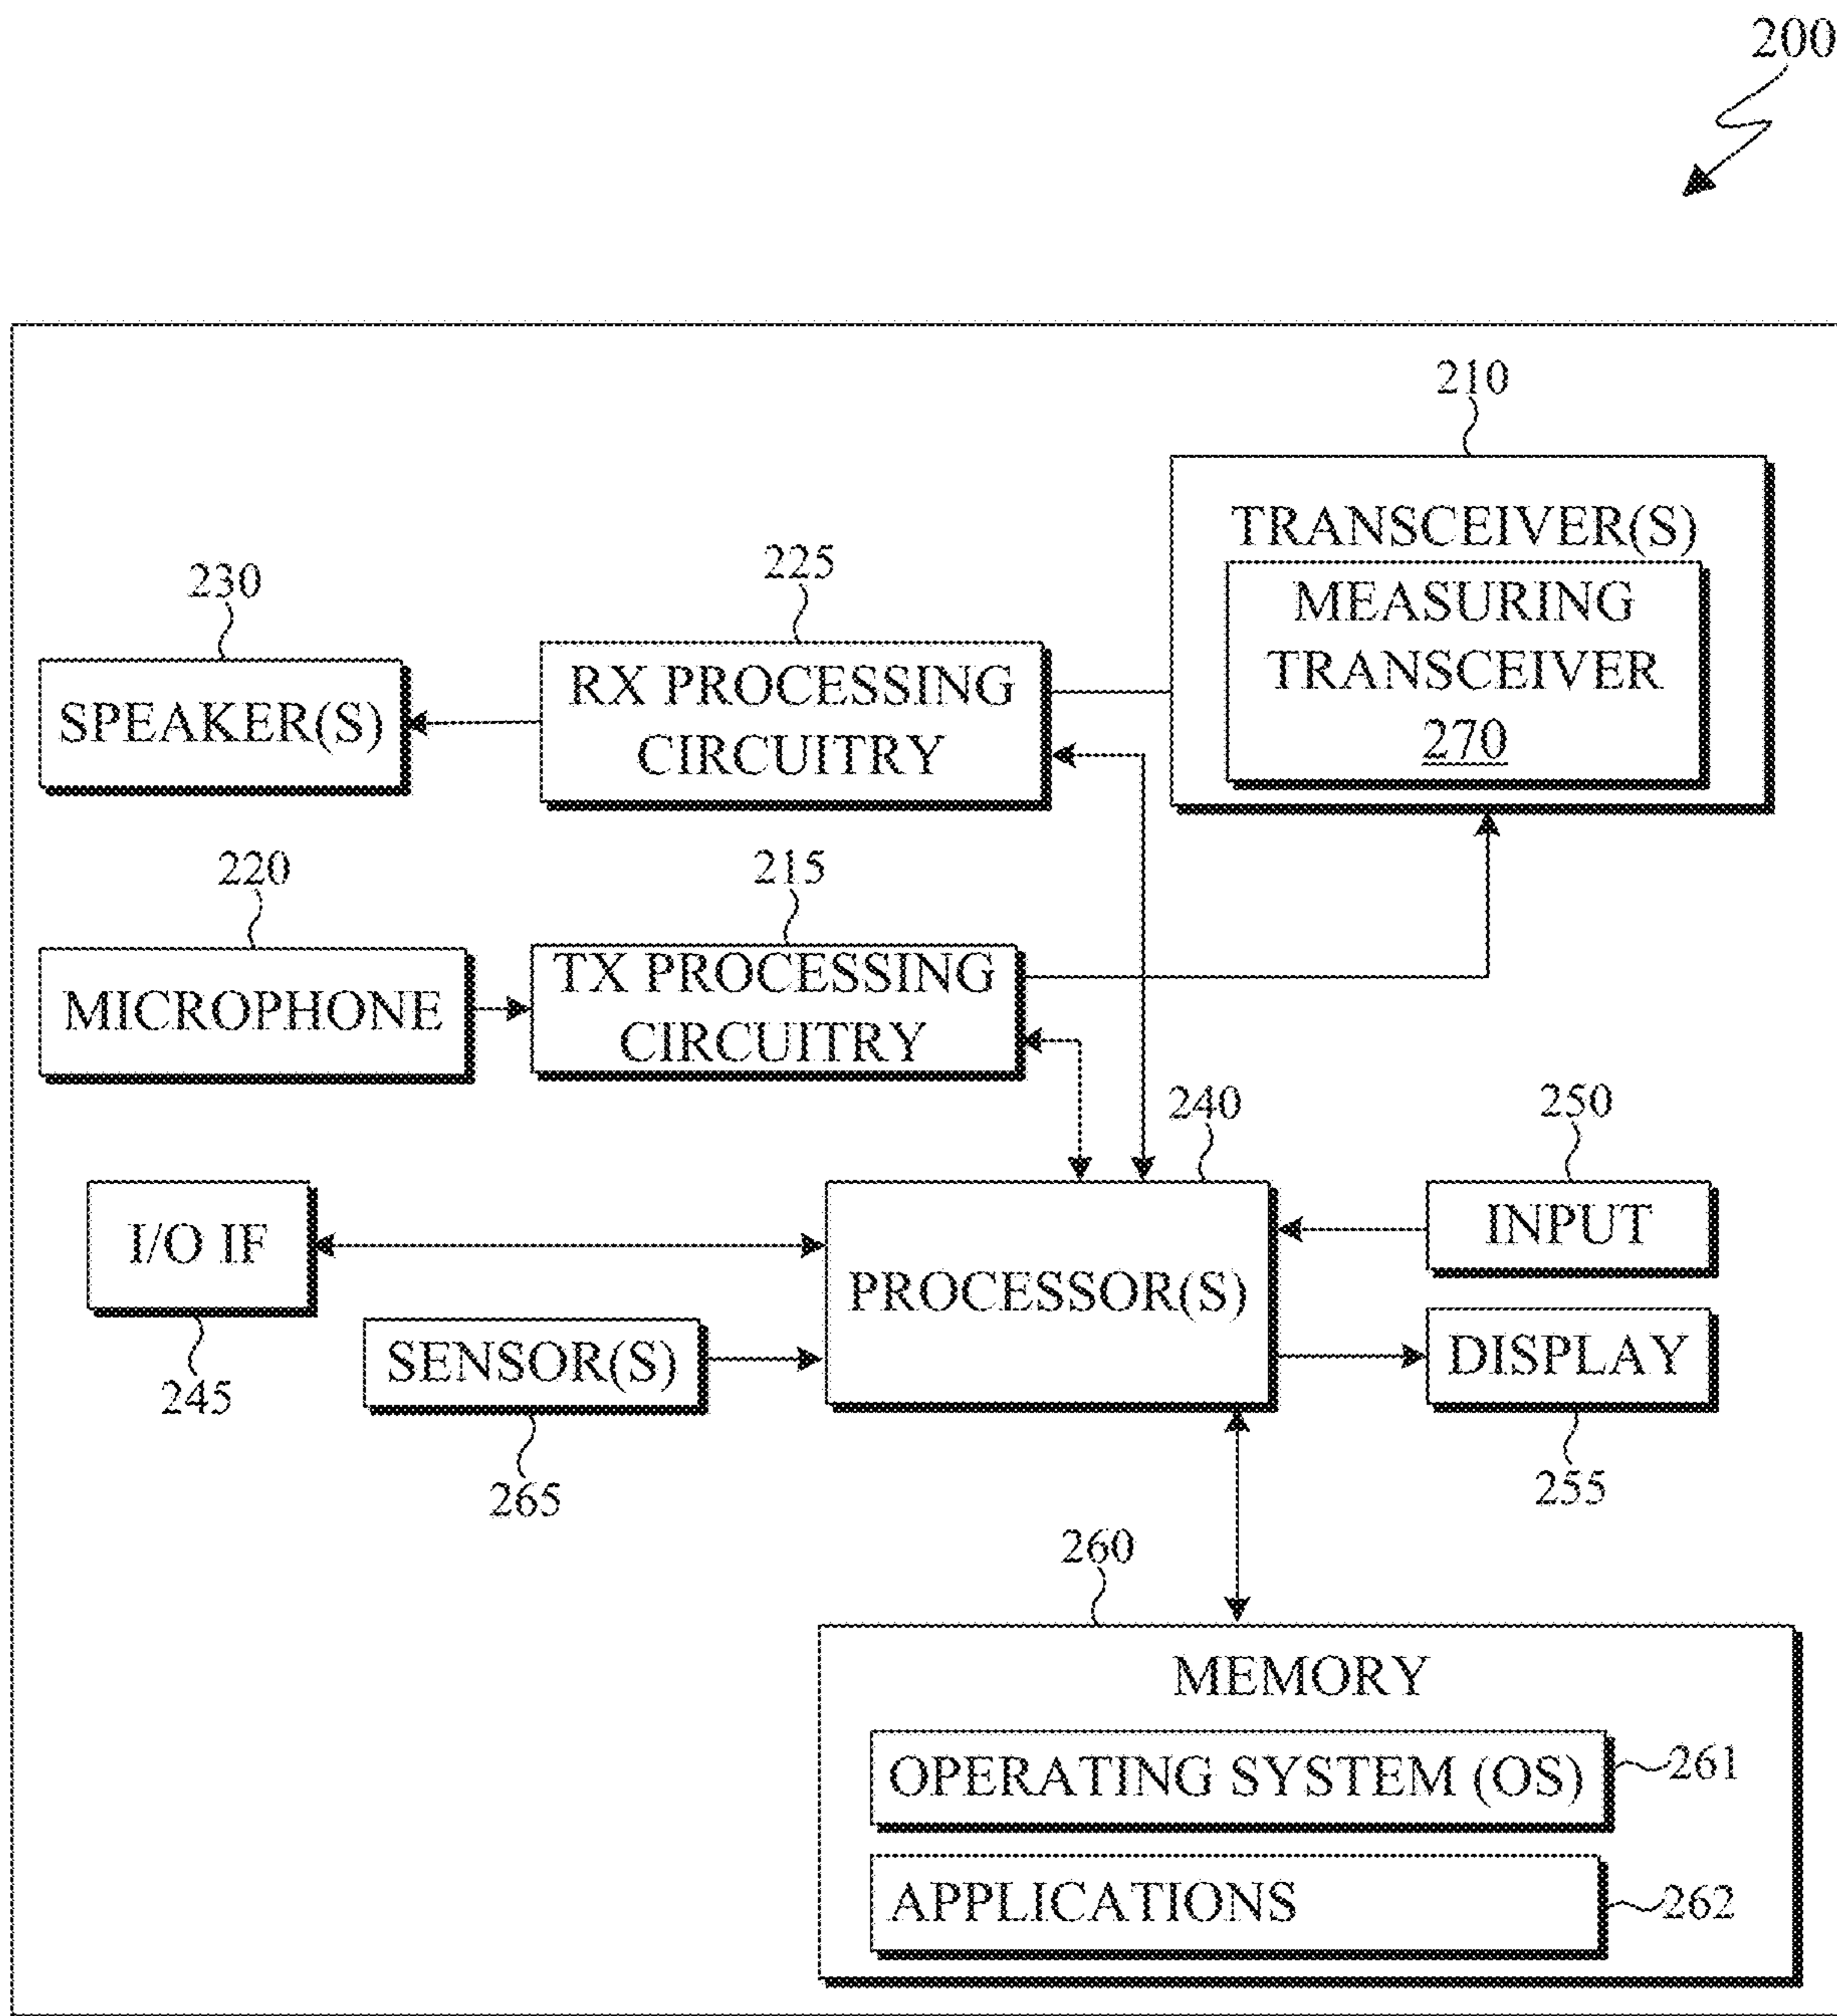 200
210
TRANSCEIVER(S)
MEASURING
TRANSCEIVER
270
225
RX PROCESSING
CIRCUITRY
230
SPEAKER(S)
220
MICROPHONE
215
TX PROCESSING
CIRCUITRY
240
PROCESSOR(S)
250
INPUT
I/O IF
245
SENSOR(S)
265
DISPLAY
255
260
MEMORY
OPERATING SYSTEM (OS)
261
APPLICATIONS
262